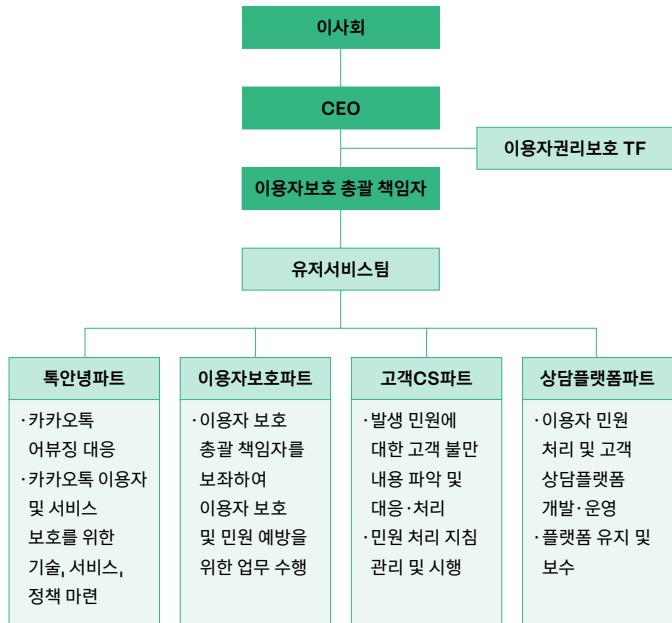 이사회
CEO
이용자권리보호 TF
이용자보호 총괄 책임자
유저서비스팀
톡안녕파트
·카카오톡
어뷰징 대응
·카카오톡 이용자
및 서비스
보호를 위한
기술, 서비스,
정책 마련
이용자보호파트
·이용자 보호
총괄 책임자를
보좌하여
이용자 보호
및 민원 예방을
위한 업무 수행
고객CS파트
·발생 민원에
대한 고객 불만
내용 파악 및
대응·처리
·민원 처리 지침
관리 및 시행
상담플랫폼파트
·이용자 민원
처리 및 고객
상담플랫폼
개발·운영
·플랫폼 유지 및
보수